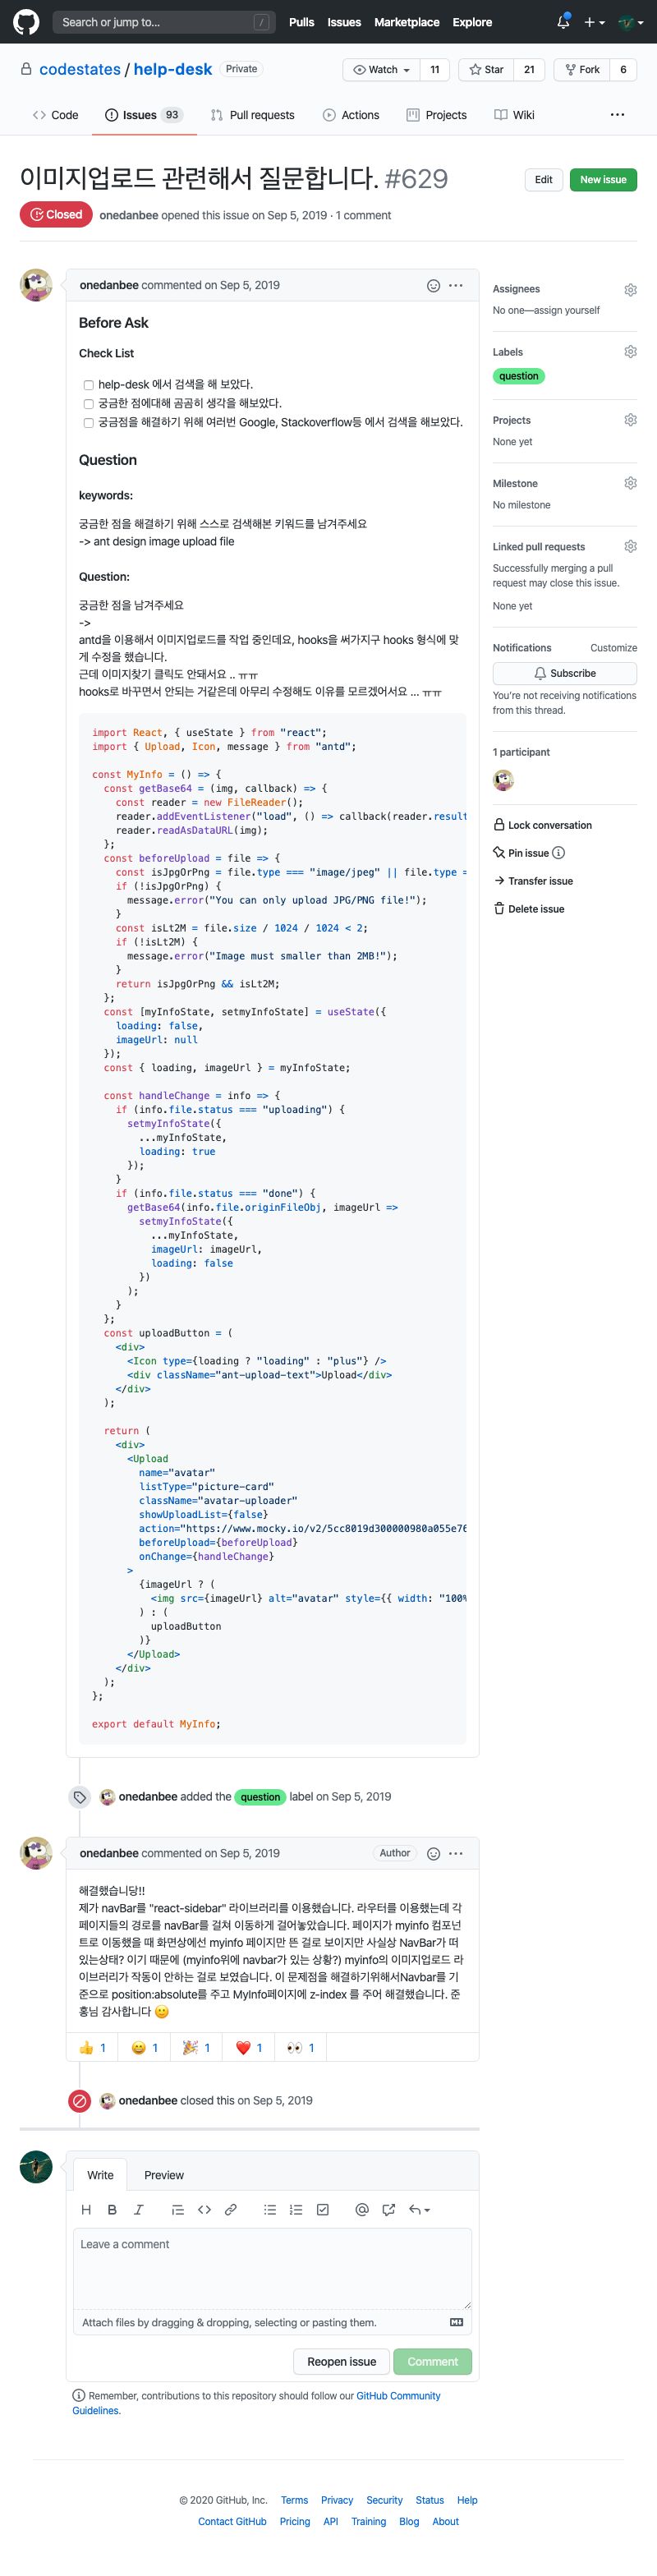 Search or jump to... /
Pulls Issues Marketplace Explore
codestates / help-desk Private
Watch 11 Star 21 Fork 6
Code Issues 93 Pull requests Actions Projects Wiki ...
이미지업로드 관련해서 질문합니다. #629
Edit New issue
Closed onedanbee opened this issue on Sep 5, 2019 · 1 comment
onedanbee commented on Sep 5, 2019
Before Ask
Check List
help-desk 에서 검색을 해 보았다.
궁금한 점에대해 곰곰히 생각을 해보았다.
궁금점을 해결하기 위해 여러번 Google, Stackoverflow등 에서 검색을 해보았다.
Question
keywords:
궁금한 점을 해결하기 위해 스스로 검색해본 키워드를 남겨주세요
-> ant design image upload file
Question:
궁금한 점을 남겨주세요
->
antd을 이용해서 이미지업로드를 작업 중인데요, hooks을 써가지구 hooks 형식에 맞
게 수정을 했습니다.
근데 이미지찾기 클릭도 안돼서요 .. ㅠㅠ
hooks로 바꾸면서 안되는 거같은데 아무리 수정해도 이유를 모르겠어서요 ... ㅠㅠ
import React, { useState } from "react";
import { Upload, Icon, message } from "antd";
const MyInfo = () => {
const getBase64 = (img, callback) => {
const reader = new FileReader();
reader.addEventListener("load", () => callback(reader.result
reader.readAsDataURL(img);
};
const beforeUpload = file => {
const isJpgOrPng = file.type === "image/jpeg" || file.type =
if (!isJpgOrPng) {
message.error("You can only upload JPG/PNG file!");
}
const isLt2M = file.size / 1024 / 1024 < 2;
if (!isLt2M) {
message.error("Image must smaller than 2MB!");
}
return isJpgOrPng && isLt2M;
};
const [myInfoState, setmyInfoState] = useState({
loading: false,
imageUrl: null
});
const { loading, imageUrl } = myInfoState;
const handleChange = info => {
if (info.file.status === "uploading") {
setmyInfoState({
...myInfoState,
loading: true
});
}
if (info.file.status === "done") {
getBase64(info.file.originFileObj, imageUrl =>
setmyInfoState({
...myInfoState,
imageUrl: imageUrl,
loading: false
})
);
}
};
const uploadButton = (
<div>
<Icon type={loading ? "loading" : "plus"} />
<div className="ant-upload-text">Upload</div>
</div>
);
return (
<div>
<Upload
name="avatar"
listType="picture-card"
className="avatar-uploader"
showUploadList={false}
action="https://www.mocky.io/v2/5cc8019d300000980a055e76
beforeUpload={beforeUpload}
onChange={handleChange}
>
{imageUrl ? (
<img src={imageUrl} alt="avatar" style={{ width: "100%
) : (
uploadButton
)}
</Upload>
</div>
);
};
export default MyInfo;
onedanbee added the question label on Sep 5, 2019
onedanbee commented on Sep 5, 2019 Author
해결했습니당!!
제가 navBar를 "react-sidebar" 라이브러리를 이용했습니다. 라우터를 이용했는데 각
페이지들의 경로를 navBar를 걸쳐 이동하게 걸어놓았습니다. 페이지가 myinfo 컴포넌
트로 이동했을 때 화면상에선 myinfo 페이지만 뜬 걸로 보이지만 사실상 NavBar가 떠
있는상태? 이기 때문에 (myinfo위에 navbar가 있는 상황?) myinfo의 이미지업로드 라
이브러리가 작동이 안하는 걸로 보였습니다. 이 문제점을 해결하기위해서Navbar를 기
준으로 position:absolute를 주고 MyInfo페이지에 z-index 를 주어 해결했습니다. 준
홍님 감사합니다 🙂
👍 1 😄 1 🎉 1 ❤️ 1 👀 1
onedanbee closed this on Sep 5, 2019
Write Preview
Leave a comment
Attach files by dragging & dropping, selecting or pasting them.
Reopen issue Comment
Remember, contributions to this repository should follow our GitHub Community
Guidelines.
Assignees
No one—assign yourself
Labels
question
Projects
None yet
Milestone
No milestone
Linked pull requests
Successfully merging a pull
request may close this issue.
None yet
Notifications Customize
Subscribe
You're not receiving notifications
from this thread.
1 participant
Lock conversation
Pin issue
Transfer issue
Delete issue
© 2020 GitHub, Inc. Terms Privacy Security Status Help
Contact GitHub Pricing API Training Blog About